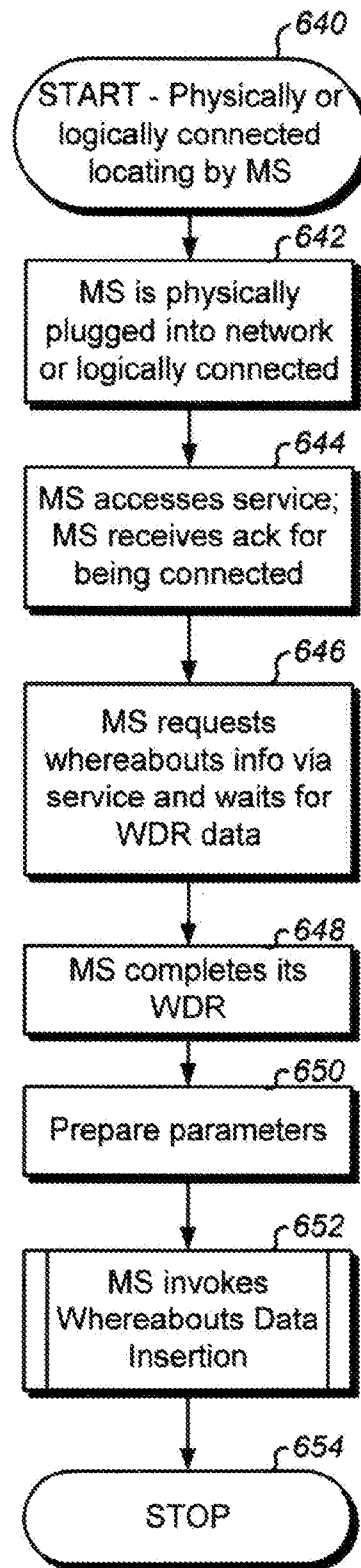 640
START - Physically or
logically connected
locating by MS
642
MS is physically
plugged into network
or logically connected
644
MS accesses service;
MS receives ack for
being connected
646
MS requests
whereabouts info via
service and waits for
WDR data
648
MS completes its
WDR
650
Prepare parameters
652
MS invokes
Whereabouts Data
Insertion
654
STOP